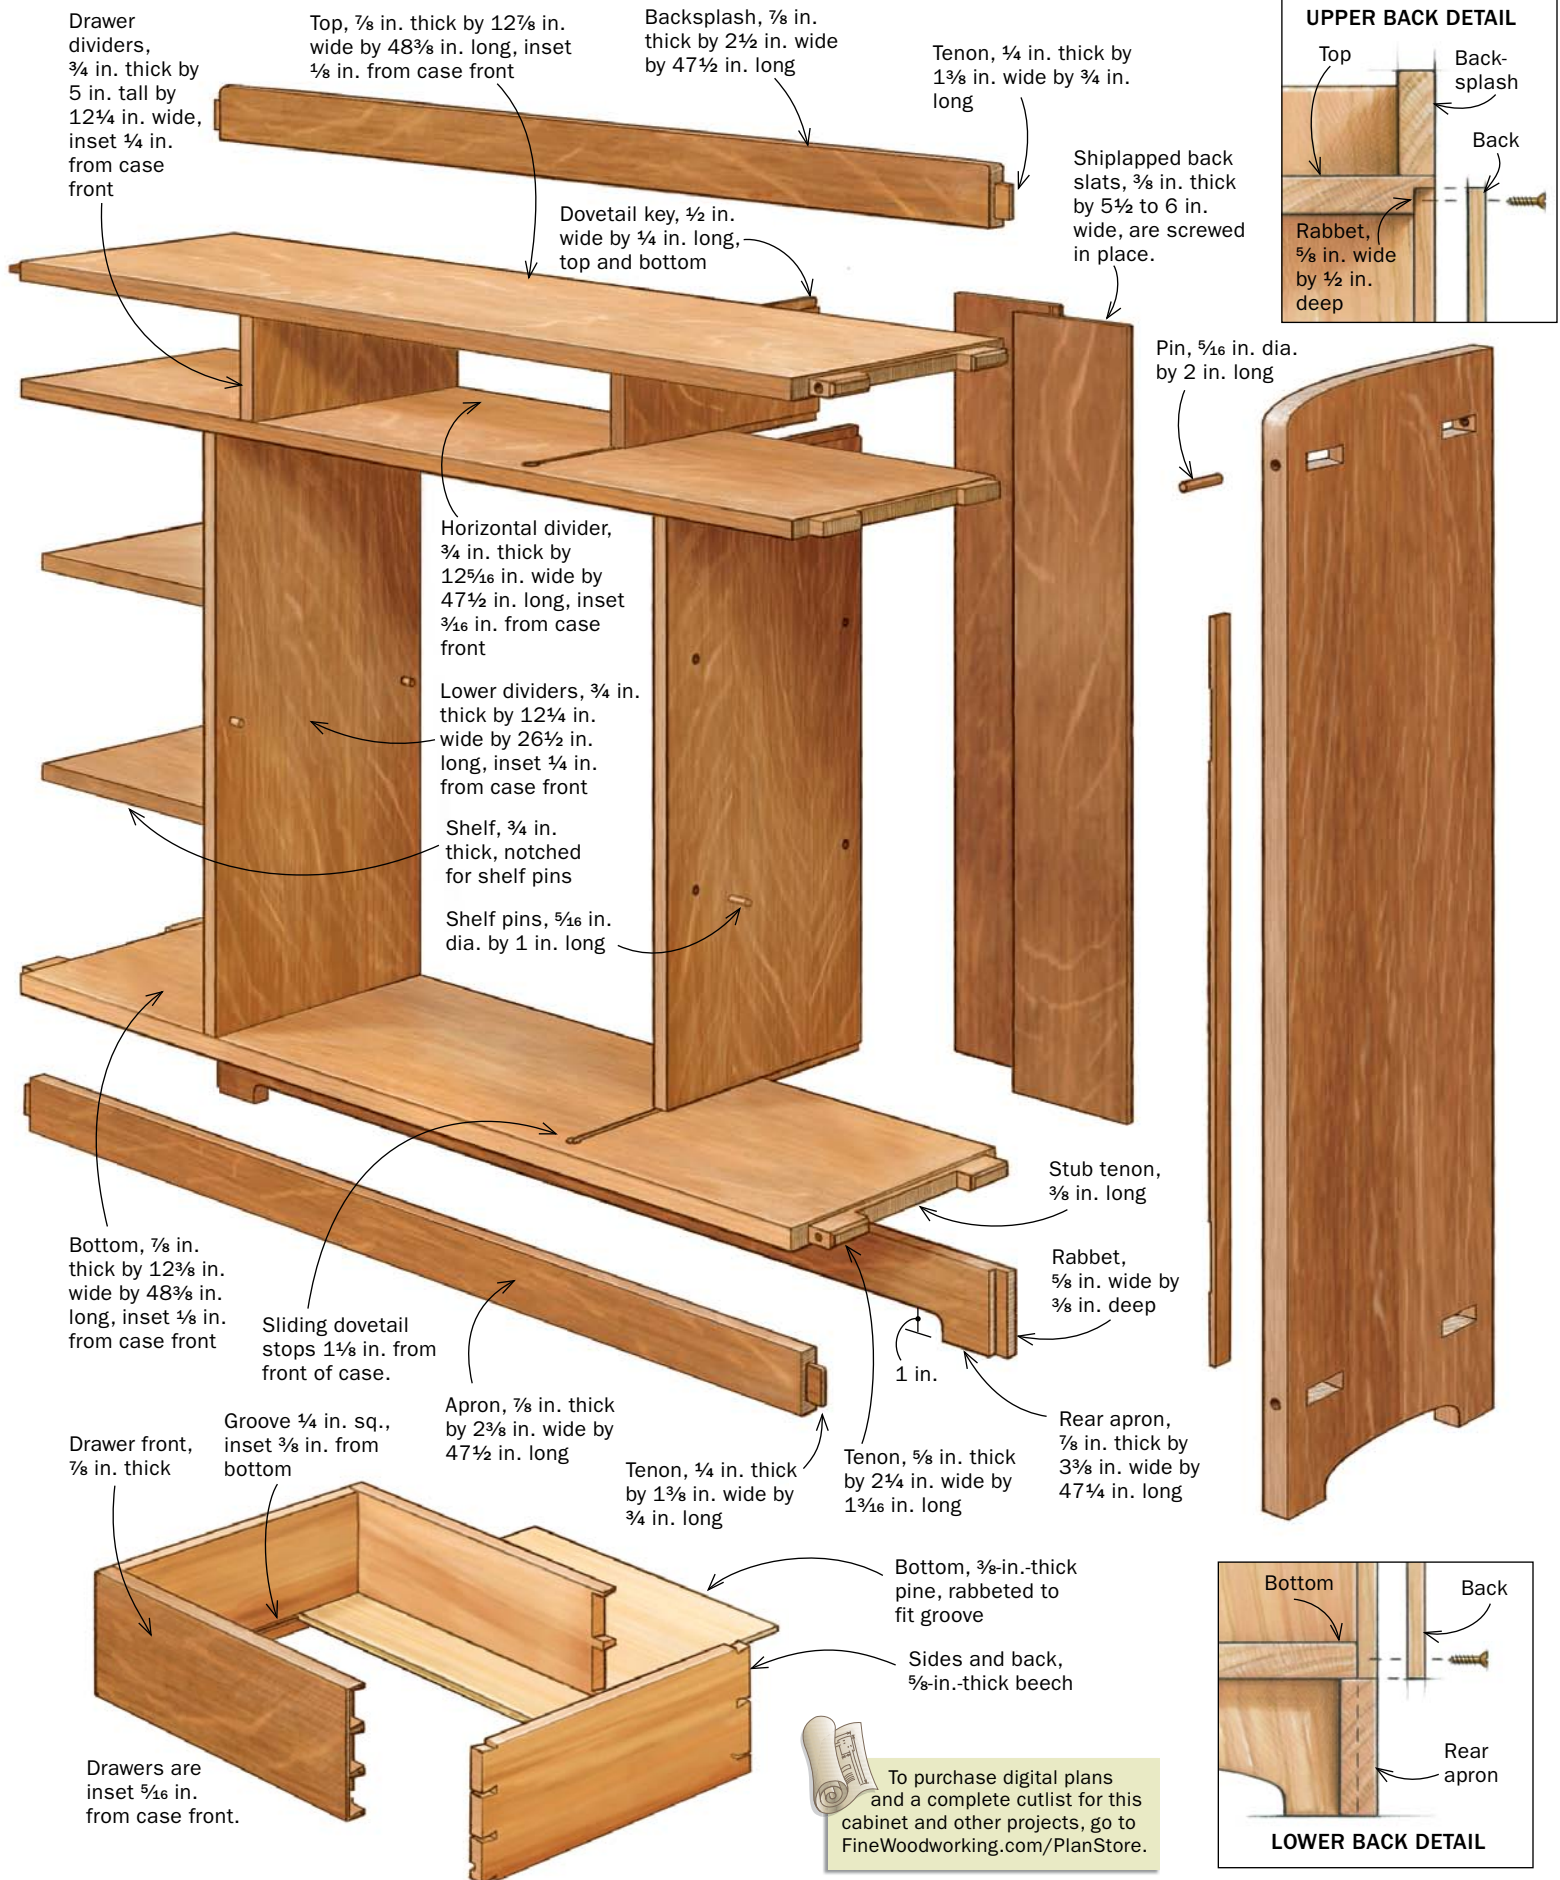 Drawer
dividers,
¾ in. thick by
5 in. tall by
12¼ in. wide,
inset ¼ in.
from case
front
Top, ⅞ in. thick by 12⅞ in.
wide by 48⅜ in. long, inset
⅛ in. from case front
Backsplash, ⅞ in.
thick by 2½ in. wide
by 47½ in. long
Tenon, ¼ in. thick by
1⅜ in. wide by ¾ in.
long
UPPER BACK DETAIL
Top
Back-
splash
Back
Rabbet,
⅝ in. wide
by ½ in.
deep
Dovetail key, ½ in.
wide by ¼ in. long,
top and bottom
Shiplapped back
slats, ⅜ in. thick
by 5½ to 6 in.
wide, are screwed
in place.
Pin, 5⁄16 in. dia.
by 2 in. long
Horizontal divider,
¾ in. thick by
125⁄16 in. wide by
47½ in. long, inset
3⁄16 in. from case
front
Lower dividers, ¾ in.
thick by 12¼ in.
wide by 26½ in.
long, inset ¼ in.
from case front
Shelf, ¾ in.
thick, notched
for shelf pins
Shelf pins, 5⁄16 in.
dia. by 1 in. long
Stub tenon,
⅜ in. long
Rabbet,
⅝ in. wide by
⅜ in. deep
1 in.
Bottom, ⅞ in.
thick by 12⅜ in.
wide by 48⅜ in.
long, inset ⅛ in.
from case front
Sliding dovetail
stops 1⅛ in. from
front of case.
Apron, ⅞ in. thick
by 2⅜ in. wide by
47½ in. long
Tenon, ¼ in. thick
by 1⅜ in. wide by
¾ in. long
Tenon, ⅝ in. thick
by 2¼ in. wide by
13⁄16 in. long
Rear apron,
⅞ in. thick by
3⅜ in. wide by
47¼ in. long
Drawer front,
⅞ in. thick
Groove ¼ in. sq.,
inset ⅜ in. from
bottom
Bottom, ⅜-in.-thick
pine, rabbeted to
fit groove
Sides and back,
⅝-in.-thick beech
Drawers are
inset 5⁄16 in.
from case front.
To purchase digital plans
and a complete cutlist for this
cabinet and other projects, go to
FineWoodworking.com/PlanStore.
Bottom
Back
Rear
apron
LOWER BACK DETAIL